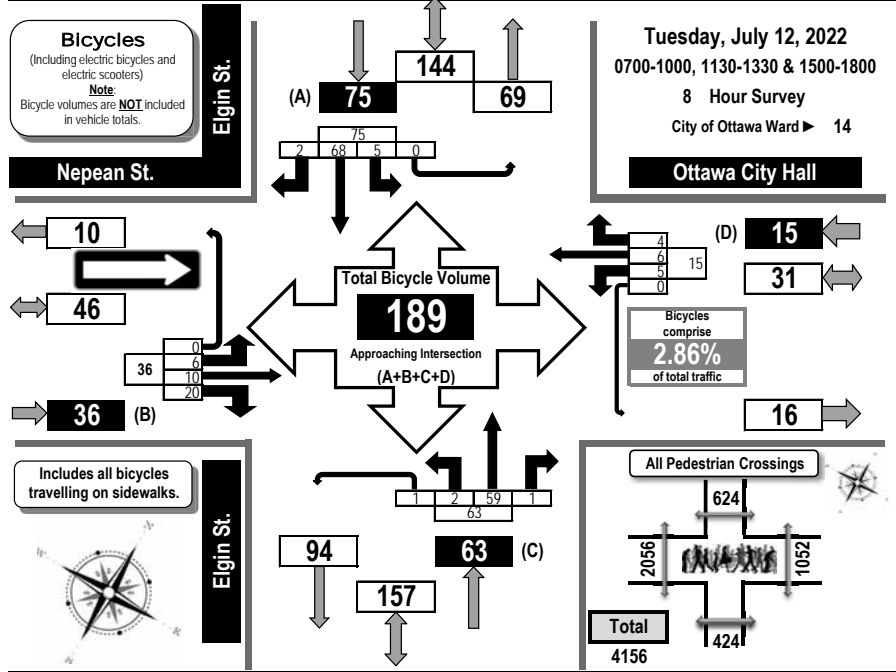 Bicycles
(Including electric bicycles and
electric scooters)
Note:
Bicycle volumes are NOT included
in vehicle totals.
Elgin St.
Nepean St.
(A)
75
144
69
75
2 68 5 0
Tuesday, July 12, 2022
0700-1000, 1130-1330 & 1500-1800
8 Hour Survey
City of Ottawa Ward ► 14
Ottawa City Hall
10
46
36
0
6
10
20
36 (B)
Total Bicycle Volume
189
Approaching Intersection
(A+B+C+D)
4
6
5
0
15
(D) 15
31
Bicycles
comprise
2.86%
of total traffic
16
Includes all bicycles
travelling on sidewalks.
N
E
S
W
Elgin St.
1 2 59 1
63
94
63 (C)
157
All Pedestrian Crossings
624
2056
1052
424
Total
4156